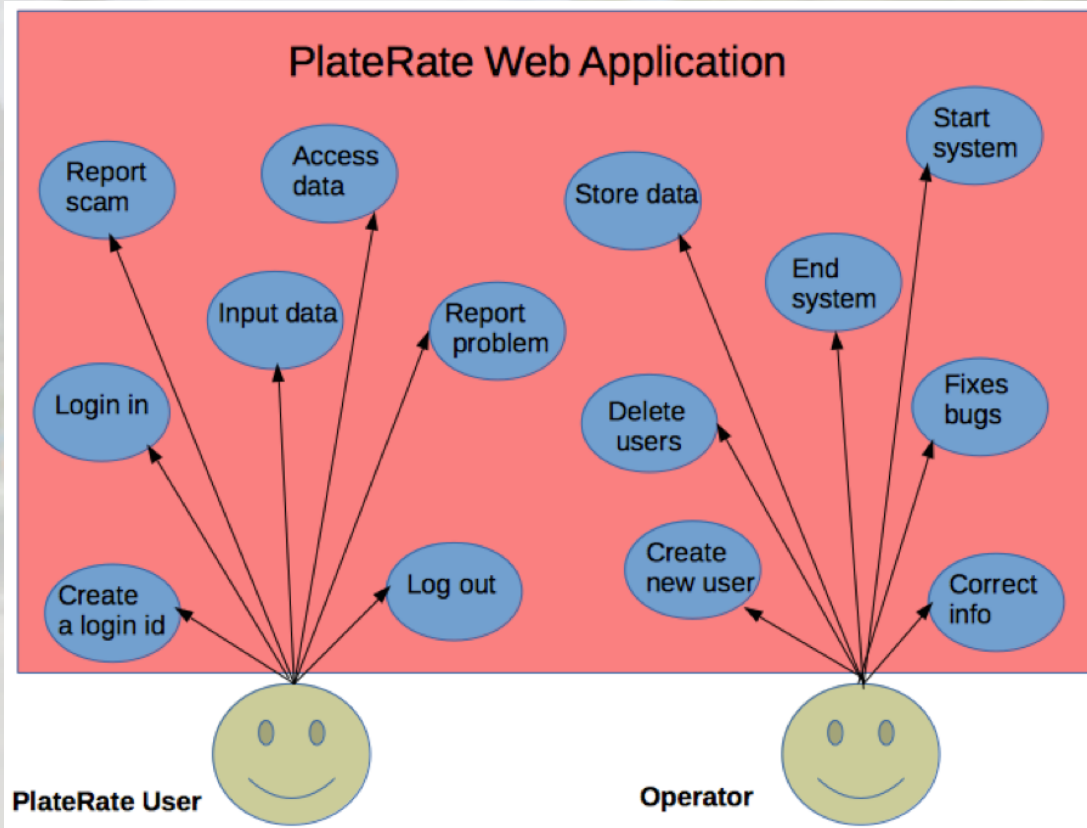 PlateRate Web Application
Report
scam
Access
data
Input data
Report
problem
Login in
Create
a login id
Log out
Store data
Start
system
End
system
Delete
users
Fixes
bugs
Create
new user
Correct
info
PlateRate User
Operator